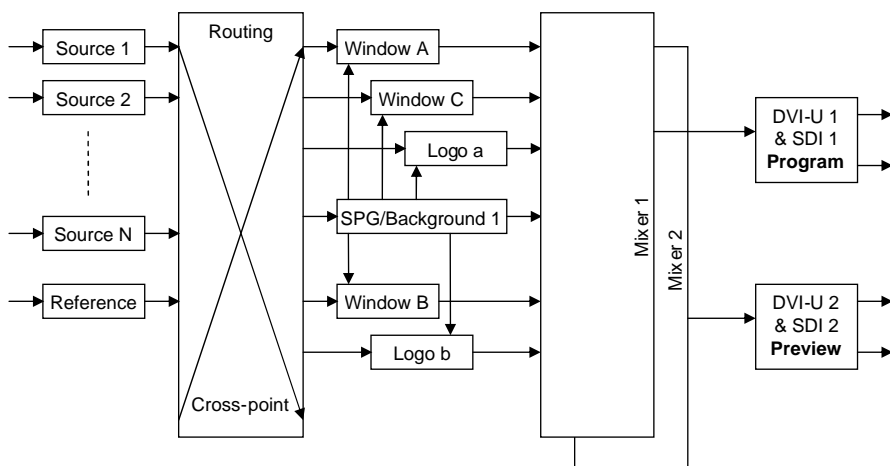 Source 1
Source 2
Source N
Reference
Routing
Cross-point
Window A
Window C
Logo a
SPG/Background 1
Window B
Logo b
Mixer 1
Mixer 2
DVI-U 1
& SDI 1
Program
DVI-U 2
& SDI 2
Preview